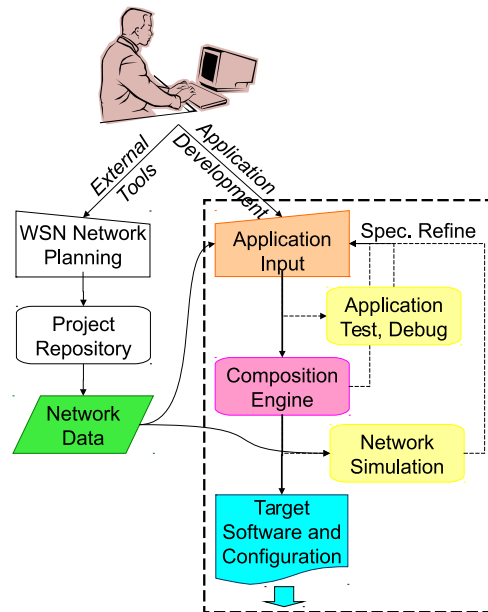 External
Tools
Application
Development
WSN Network
Planning
Project
Repository
Network
Data
Application
Input
Spec. Refine
Application
Test, Debug
Composition
Engine
Network
Simulation
Target
Software and
Configuration